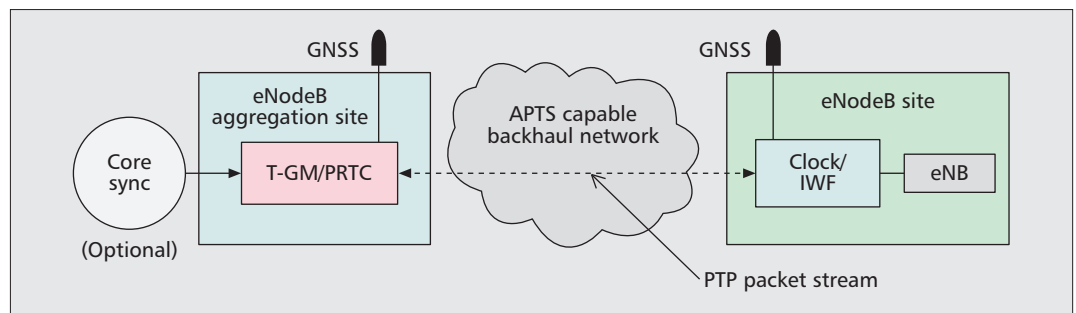 GNSS
GNSS
eNodeB
aggregation site
APTS capable
backhaul network
eNodeB site
Core
sync
T-GM/PRTC
Clock/
IWF
eNB
(Optional)
PTP packet stream